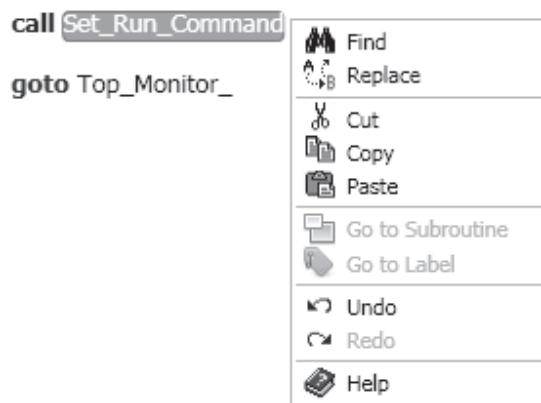 call Set_Run_Command
goto Top_Monitor_
Find
Replace
Cut
Copy
Paste
Go to Subroutine
Go to Label
Undo
Redo
Help